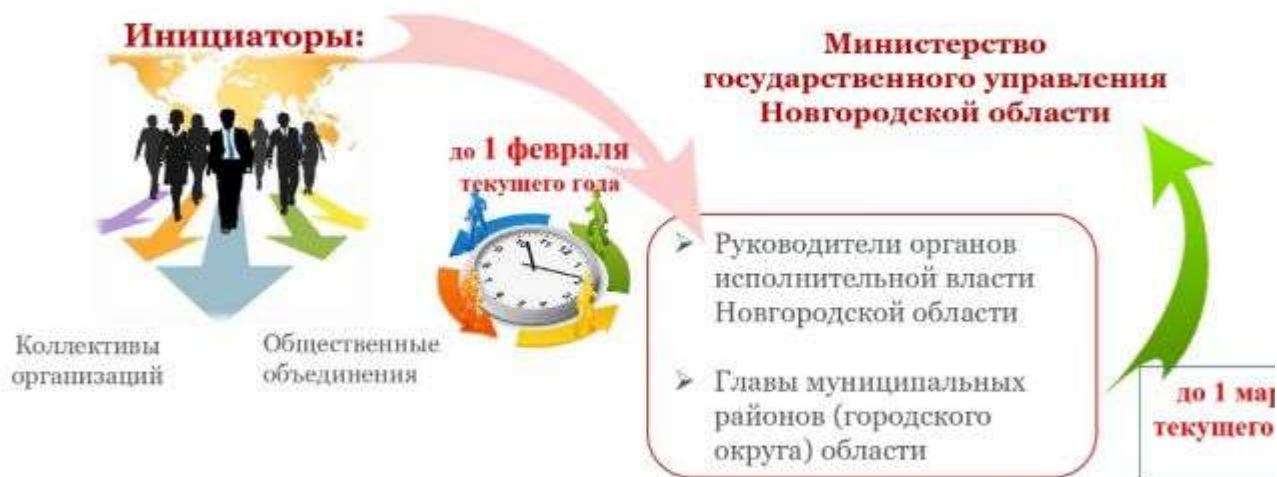 Инициаторы:
Коллективы
организаций
Общественные
объединения
до 1 февраля
текущего года
Министерство
государственного управления
Новгородской области
➢ Руководители органов
исполнительной власти
Новгородской области
➢ Главы муниципальных
районов (городского
округа) области
до 1 мар
текущего